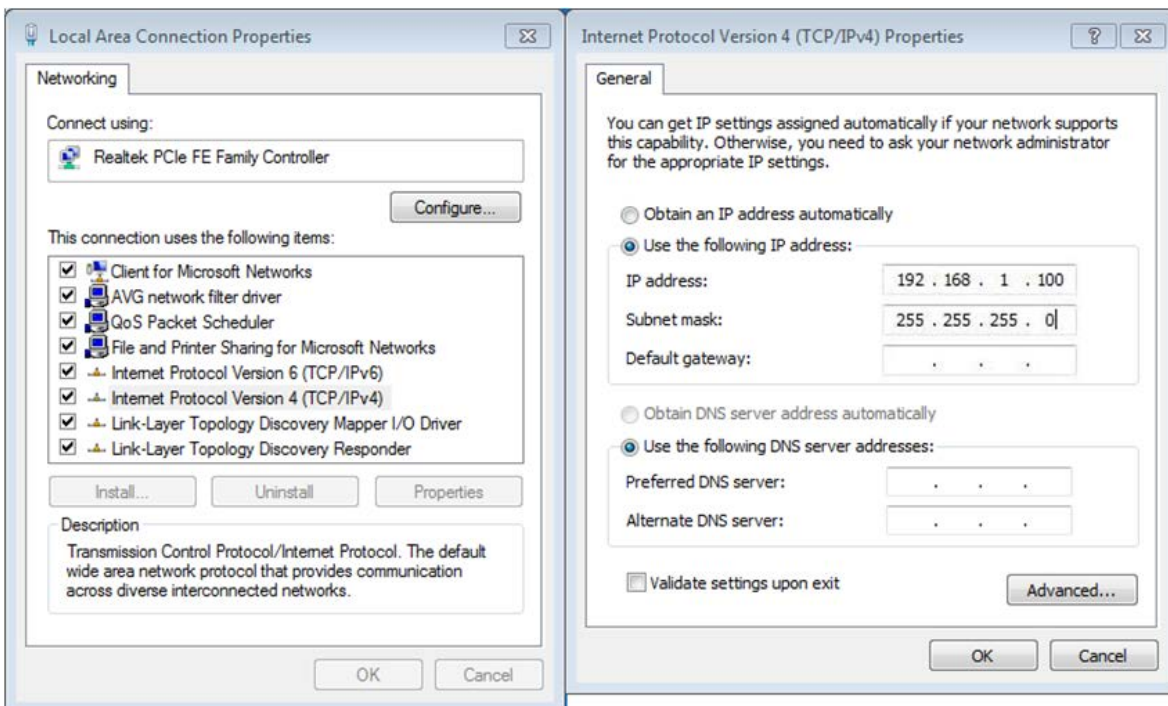 Local Area Connection Properties
Networking
Connect using:
Realtek PCIe FE Family Controller
Configure...
This connection uses the following items:
Client for Microsoft Networks
AVG network filter driver
QoS Packet Scheduler
File and Printer Sharing for Microsoft Networks
Internet Protocol Version 6 (TCP/IPv6)
Internet Protocol Version 4 (TCP/IPv4)
Link-Layer Topology Discovery Mapper I/O Driver
Link-Layer Topology Discovery Responder
Install...
Uninstall
Properties
Description
Transmission Control Protocol/Internet Protocol. The default
wide area network protocol that provides communication
across diverse interconnected networks.
OK
Cancel
Internet Protocol Version 4 (TCP/IPv4) Properties
General
You can get IP settings assigned automatically if your network supports
this capability. Otherwise, you need to ask your network administrator
for the appropriate IP settings.
Obtain an IP address automatically
Use the following IP address:
IP address: 192 . 168 . 1 . 100
Subnet mask: 255 . 255 . 255 . 0
Default gateway: . . .
Obtain DNS server address automatically
Use the following DNS server addresses:
Preferred DNS server: . . .
Alternate DNS server: . . .
Validate settings upon exit
Advanced...
OK
Cancel